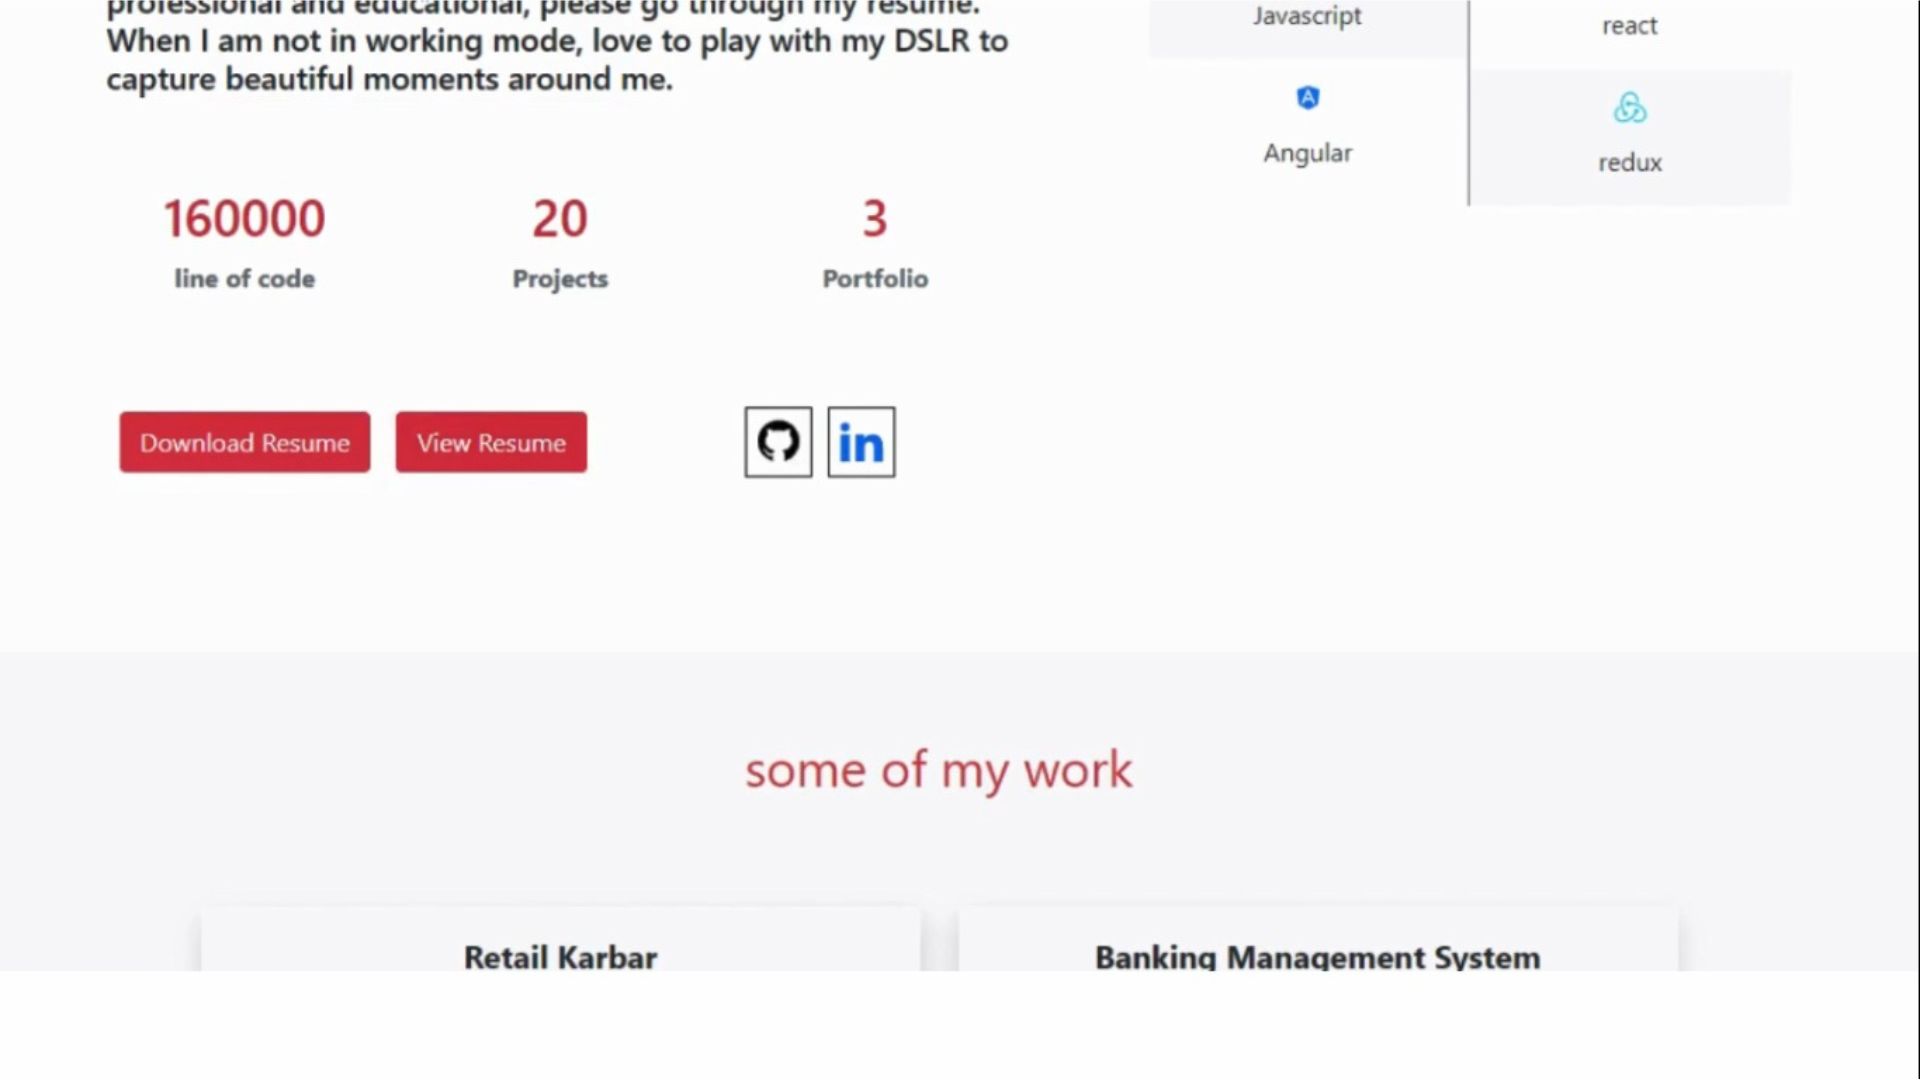 professional and educational, please go through my resume.
When I am not in working mode, love to play with my DSLR to
capture beautiful moments around me.
Javascript
react
Angular
redux
160000
line of code
20
Projects
3
Portfolio
Download Resume
View Resume
in
some of my work
Retail Karbar
Banking Management System